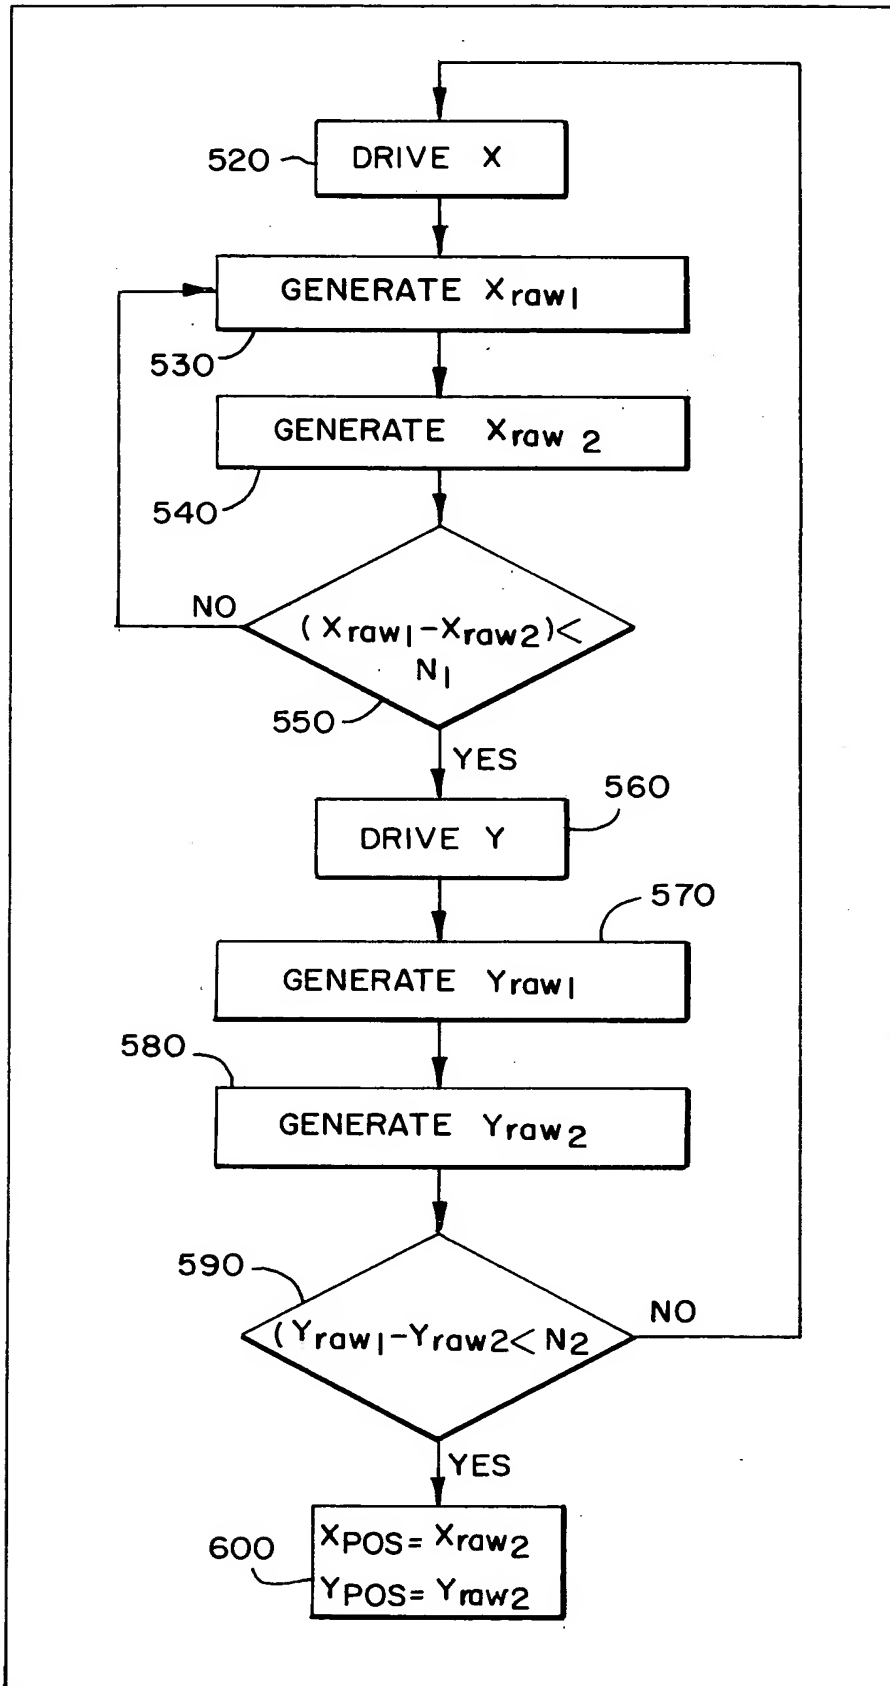 520
DRIVE X
GENERATE Xraw1
530
GENERATE Xraw 2
540
NO
(Xraw1-Xraw2)<
N1
550
YES
560
DRIVE Y
570
GENERATE Yraw1
580
GENERATE Yraw2
590
(Yraw1-Yraw2<N2
NO
YES
600
XPOS=Xraw2
YPOS=Yraw2